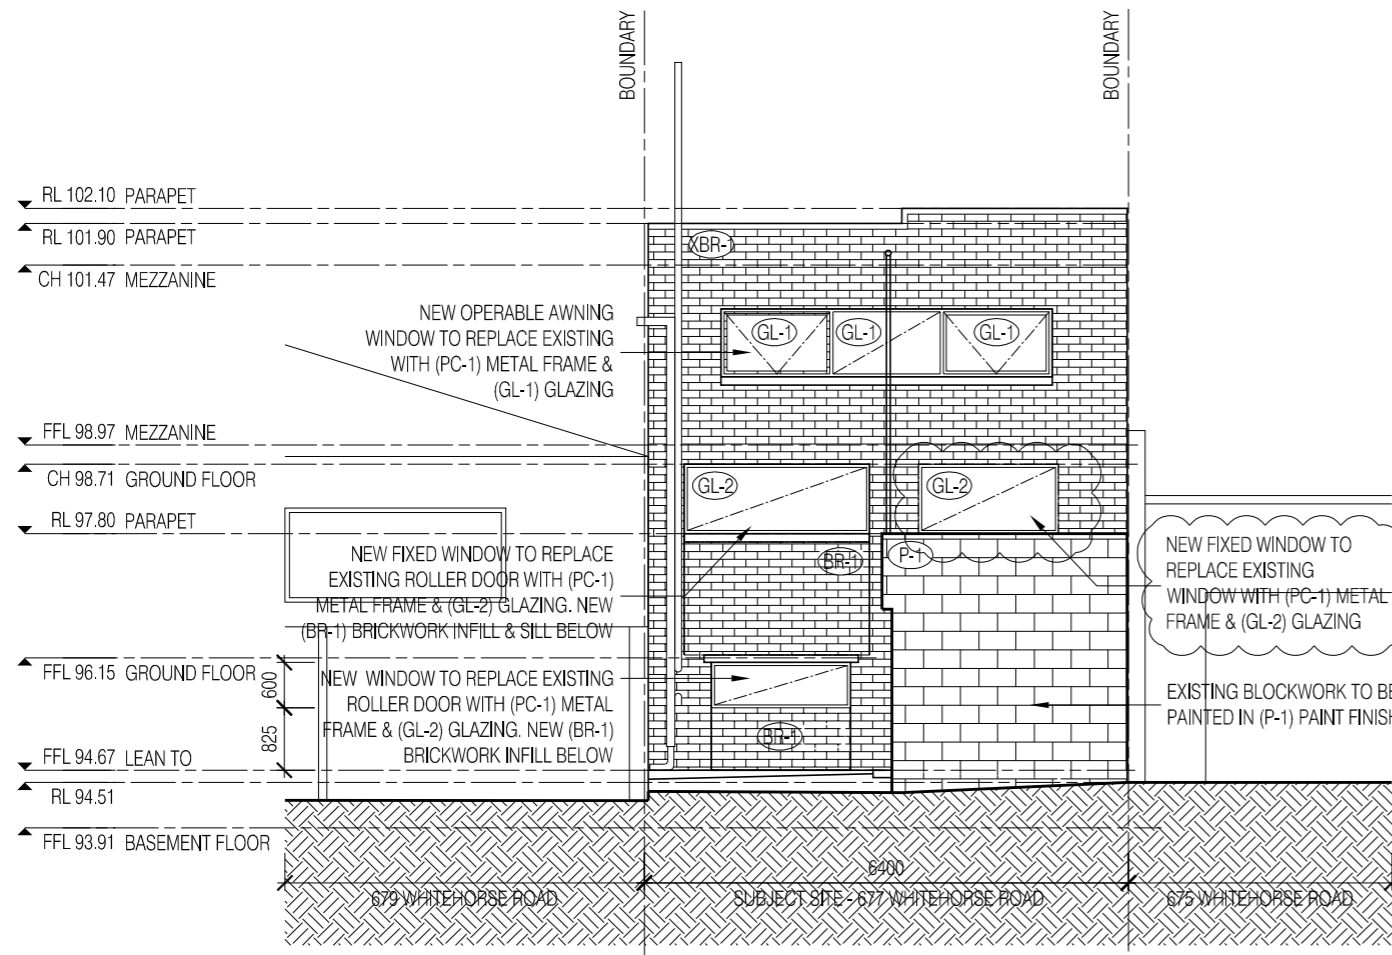 BOUNDARY
BOUNDARY
RL 102.10 PARAPET
RL 101.90 PARAPET
CH 101.47 MEZZANINE
XBR-1
NEW OPERABLE AWNING
WINDOW TO REPLACE EXISTING
WITH (PC-1) METAL FRAME &
(GL-1) GLAZING
GL-1
GL-1
GL-1
FFL 98.97 MEZZANINE
CH 98.71 GROUND FLOOR
GL-2
GL-2
RL 97.80 PARAPET
NEW FIXED WINDOW TO REPLACE
EXISTING ROLLER DOOR WITH (PC-1)
METAL FRAME & (GL-2) GLAZING. NEW
(BR-1) BRICKWORK INFILL & SILL BELOW
BR-1
P-1
NEW FIXED WINDOW TO
REPLACE EXISTING
WINDOW WITH (PC-1) METAL
FRAME & (GL-2) GLAZING
FFL 96.15 GROUND FLOOR
600
825
NEW WINDOW TO REPLACE EXISTING
ROLLER DOOR WITH (PC-1) METAL
FRAME & (GL-2) GLAZING. NEW (BR-1)
BRICKWORK INFILL BELOW
BR-1
EXISTING BLOCKWORK TO BE
PAINTED IN (P-1) PAINT FINISH
FFL 94.67 LEAN TO
RL 94.51
FFL 93.91 BASEMENT FLOOR
6400
679 WHITEHORSE ROAD
SUBJECT SITE - 677 WHITEHORSE ROAD
675 WHITEHORSE ROAD